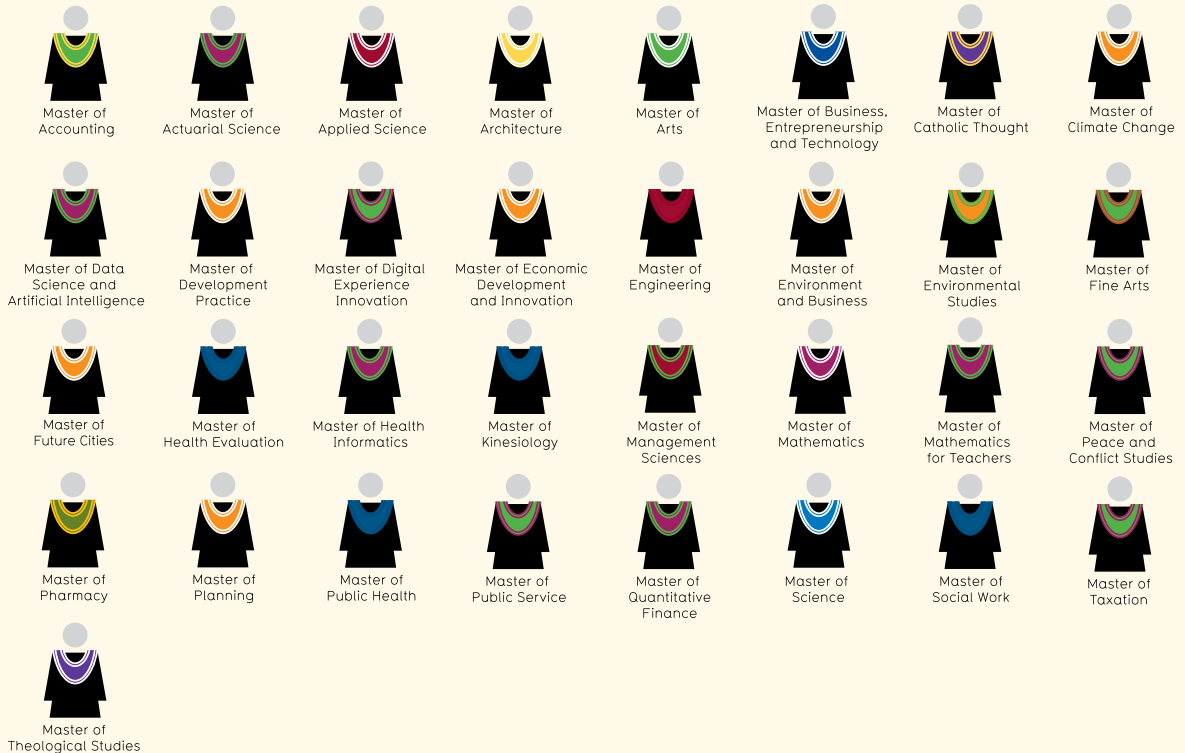 Master of
Accounting
Master of
Actuarial Science
Master of
Applied Science
Master of
Architecture
Master of
Arts
Master of Business,
Entrepreneurship
and Technology
Master of
Catholic Thought
Master of
Climate Change
Master of Data
Science and
Artificial Intelligence
Master of
Development
Practice
Master of Digital
Experience
Innovation
Master of Economic
Development
and Innovation
Master of
Engineering
Master of
Environment
and Business
Master of
Environmental
Studies
Master of
Fine Arts
Master of
Future Cities
Master of
Health Evaluation
Master of Health
Informatics
Master of
Kinesiology
Master of
Management
Sciences
Master of
Mathematics
Master of
Mathematics
for Teachers
Master of
Peace and
Conflict Studies
Master of
Pharmacy
Master of
Planning
Master of
Public Health
Master of
Public Service
Master of
Quantitative
Finance
Master of
Science
Master of
Social Work
Master of
Taxation
Master of
Theological Studies